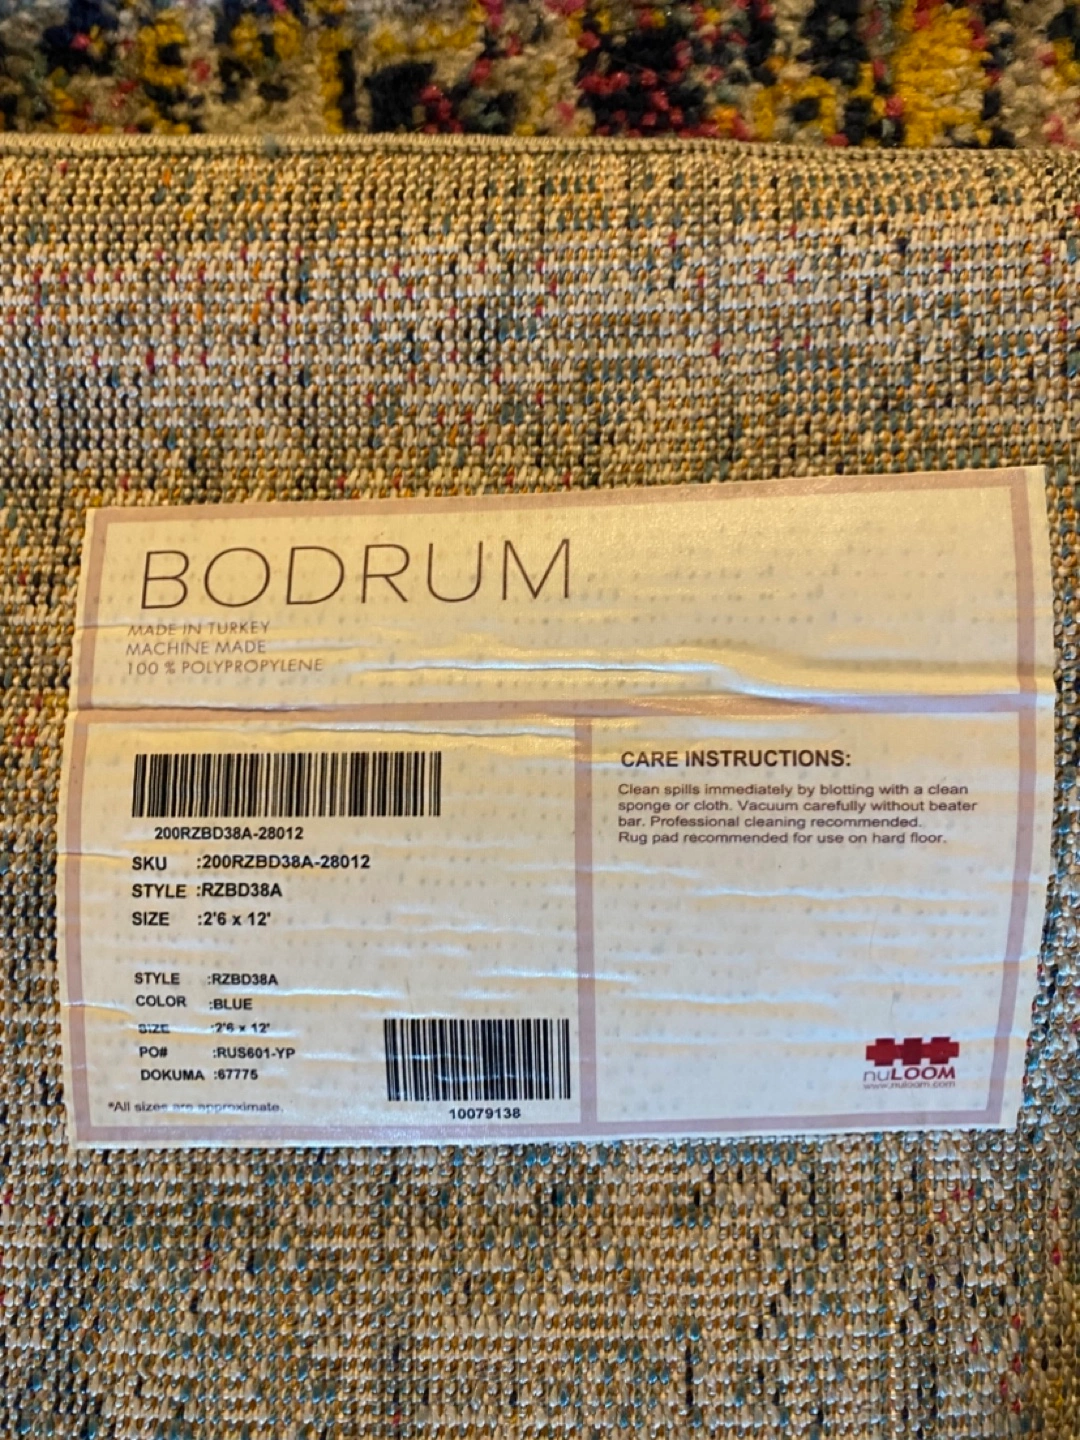 BODRUM
MADE IN TURKEY
MACHINE MADE
100 % POLYPROPYLENE
200RZBD38A-28012
SKU :200RZBD38A-28012
STYLE :RZBD38A
SIZE :2'6 x 12'
STYLE :RZBD38A
COLOR :BLUE
SIZE :2'6 x 12'
PO# :RUS601-YP
DOKUMA :67775
*All sizes are approximate.
10079138
CARE INSTRUCTIONS:
Clean spills immediately by blotting with a clean
sponge or cloth. Vacuum carefully without beater
bar. Professional cleaning recommended.
Rug pad recommended for use on hard floor.
nuLOOM
www.nuloom.com